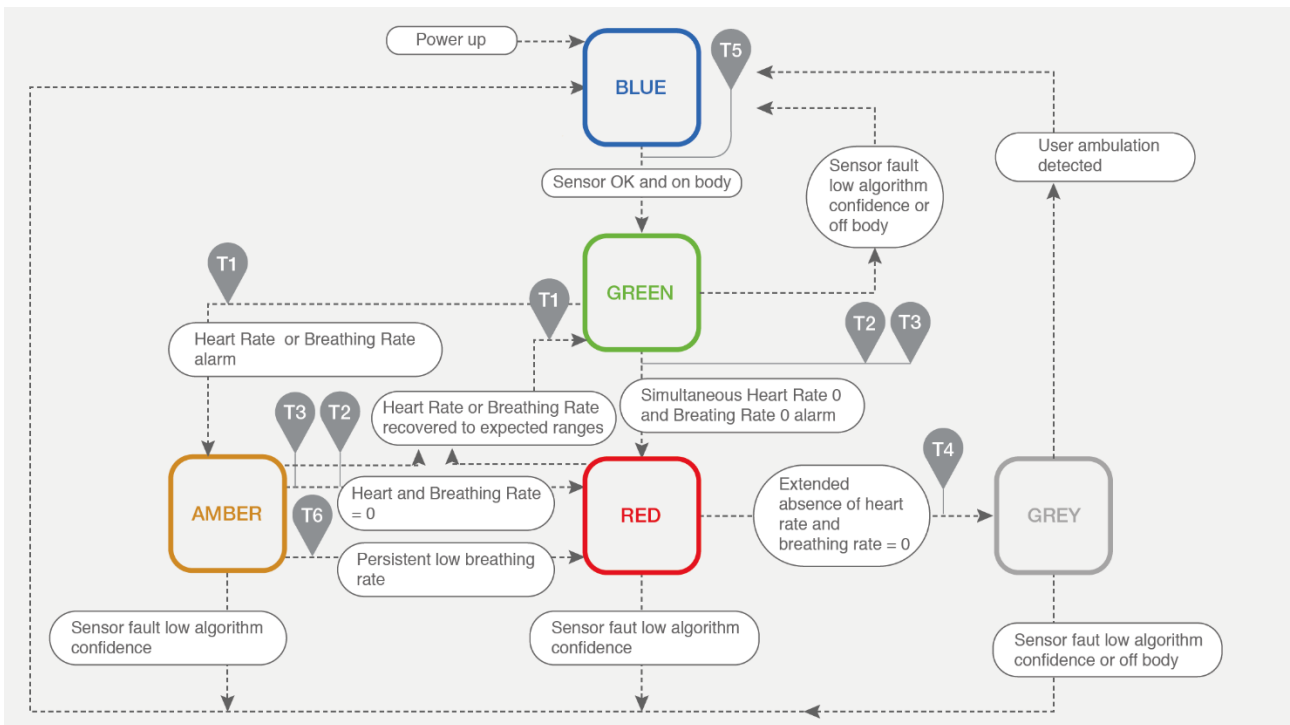 Power up
T5
BLUE
User ambulation
detected
Sensor OK and on body
Sensor fault
low algorithm
confidence or
off body
T1
GREEN
T1
T2
T3
Heart Rate  or Breathing Rate
alarm
Heart Rate or Breathing Rate
recovered to expected ranges
Simultaneous Heart Rate 0
and Breating Rate 0 alarm
T3
T2
T4
AMBER
Heart and Breathing Rate
= 0
RED
Extended
absence of heart
rate and
breathing rate = 0
GREY
T6
Persistent low breathing
rate
Sensor fault low algorithm
confidence
Sensor faut low algorithm
confidence
Sensor faut low algorithm
confidence or off body